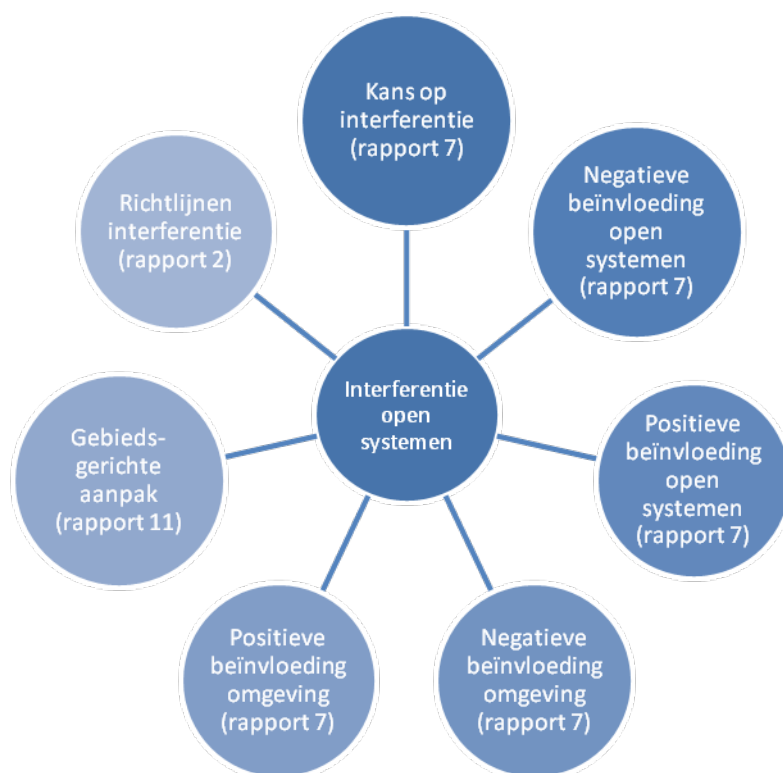 Kans op
interferentie
(rapport 7)
Negatieve
beïnvloeding
open
systemen
(rapport 7)
Positieve
beïnvloeding
open
systemen
(rapport 7)
Negatieve
beïnvloeding
omgeving
(rapport 7)
Positieve
beïnvloeding
omgeving
(rapport 7)
Gebieds-
gerichte
aanpak
(rapport 11)
Richtlijnen
interferentie
(rapport 2)
Interferentie
open
systemen